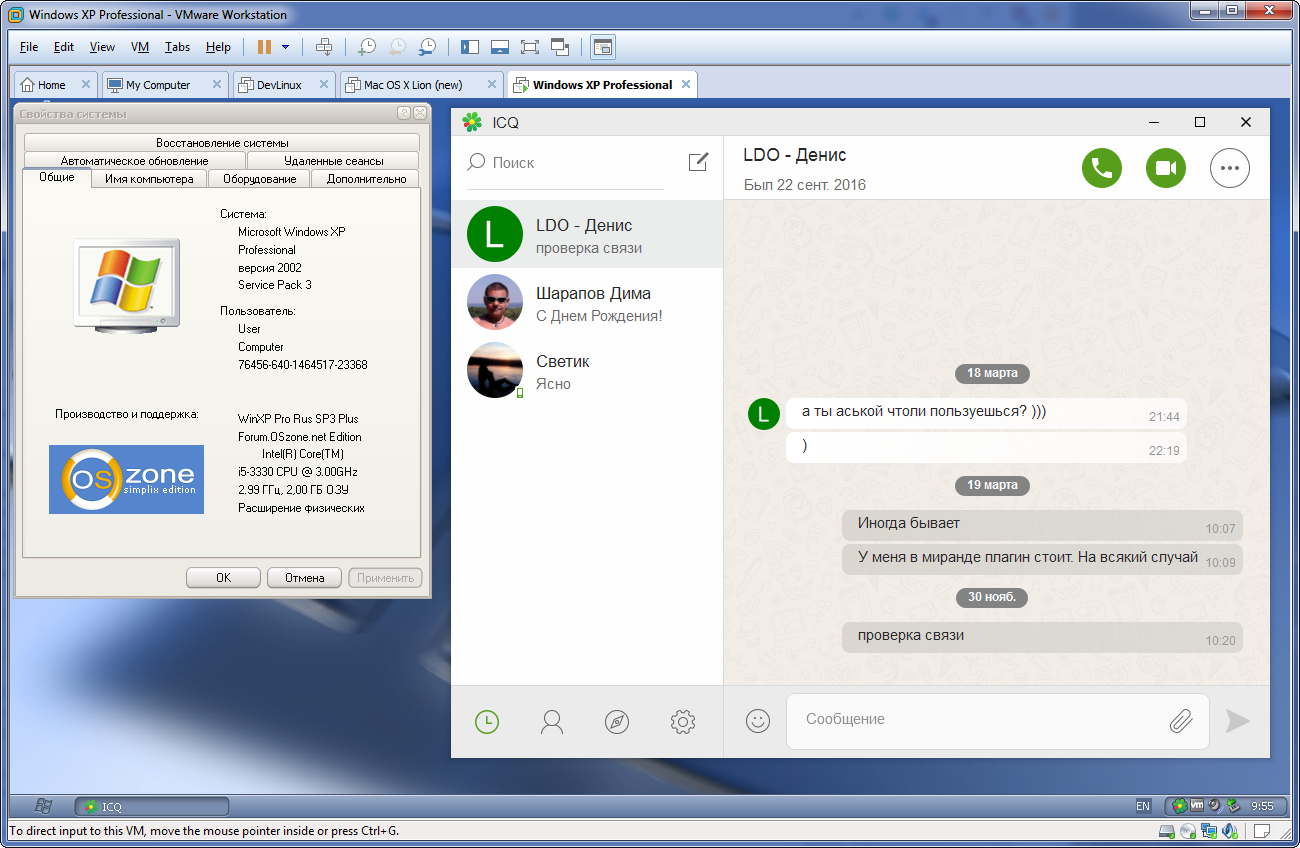 Windows XP Professional - VMware Workstation
File Edit View VM Tabs Help
Home My Computer DevLinux Mac OS X Lion (new) Windows XP Professional
Свойства системы
Восстановление системы
Автоматическое обновление Удаленные сеансы
Общие Имя компьютера Оборудование Дополнительно
Система:
Microsoft Windows XP
Professional
версия 2002
Service Pack 3
Пользователь:
User
Computer
76456-640-1464517-23368
Производство и поддержка:
WinXP Pro Rus SP3 Plus
Forum.OSzone.net Edition
Intel(R) Core(TM)
i5-3330 CPU @ 3.00GHz
2.99 ГГц, 2,00 ГБ ОЗУ
Расширение физических
OS zone
simplix edition
OK Отмена Применить
ICQ
Поиск
L
LDO - Денис
проверка связи
Шарапов Дима
С Днем Рождения!
Светик
Ясно
LDO - Денис
Был 22 сент. 2016
18 марта
L
а ты аськой чтоли пользуешься? ))) 21:44
) 22:19
19 марта
Иногда бывает 10:07
У меня в миранде плагин стоит. На всякий случай 10:09
30 нояб.
проверка связи 10:20
Сообщение
ICQ
EN
vm
9:55
To direct input to this VM, move the mouse pointer inside or press Ctrl+G.